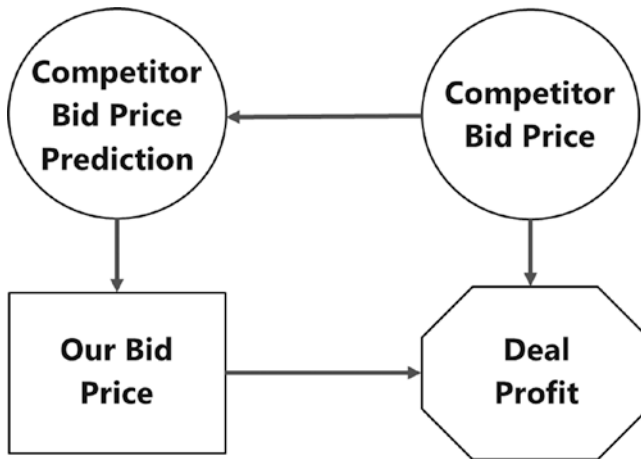 Competitor
Bid Price
Prediction
Competitor
Bid Price
Our Bid
Price
Deal
Profit